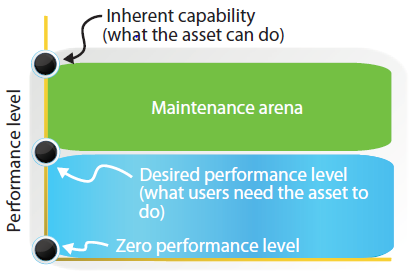 Inherent capability
(what the asset can do)
Maintenance arena
Performance level
Desired performance level
(what users need the asset to
do)
Zero performance level